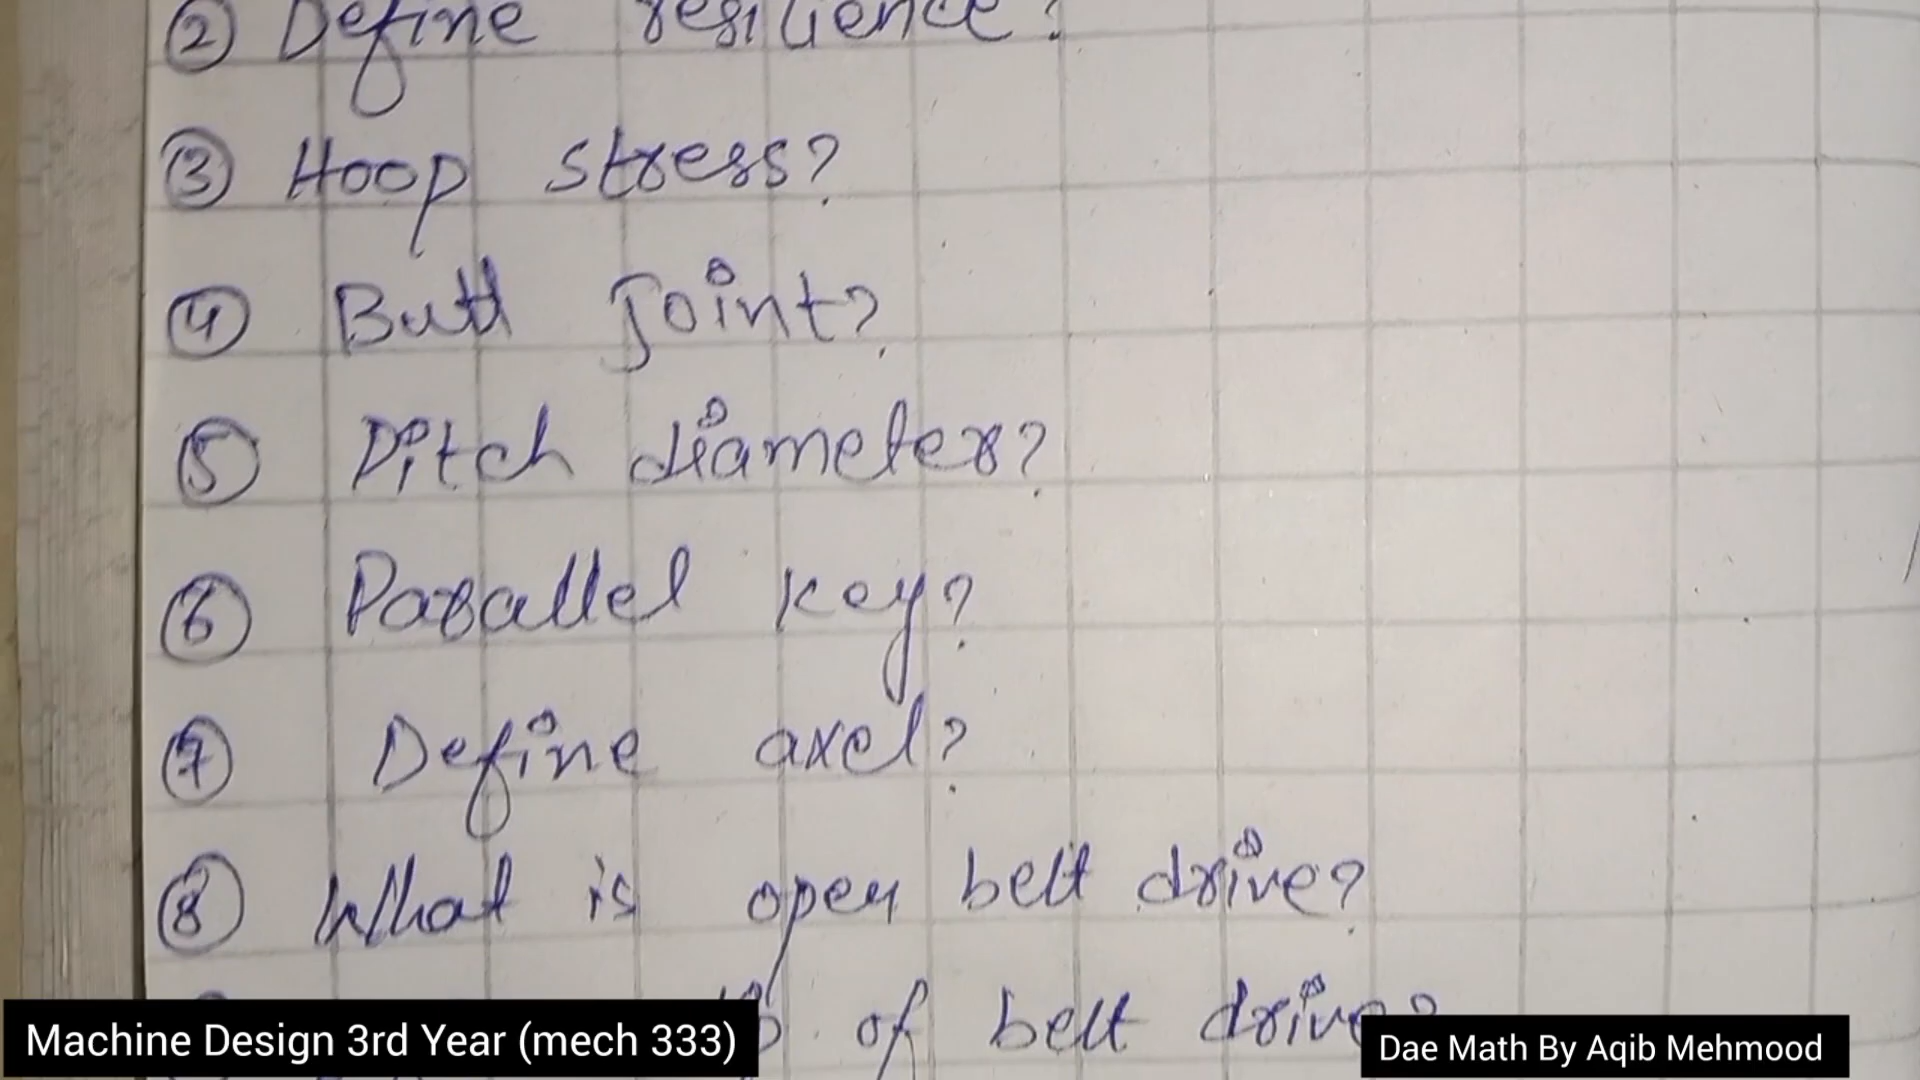 ② Define resilience?
③ Hoop stress?
④ Butt joint?
⑤ Pitch diameter?
⑥ Parallel key?
⑦ Define axel?
⑧ What is open belt drive?
of belt drive?
Machine Design 3rd Year (mech 333)
Dae Math By Aqib Mehmood